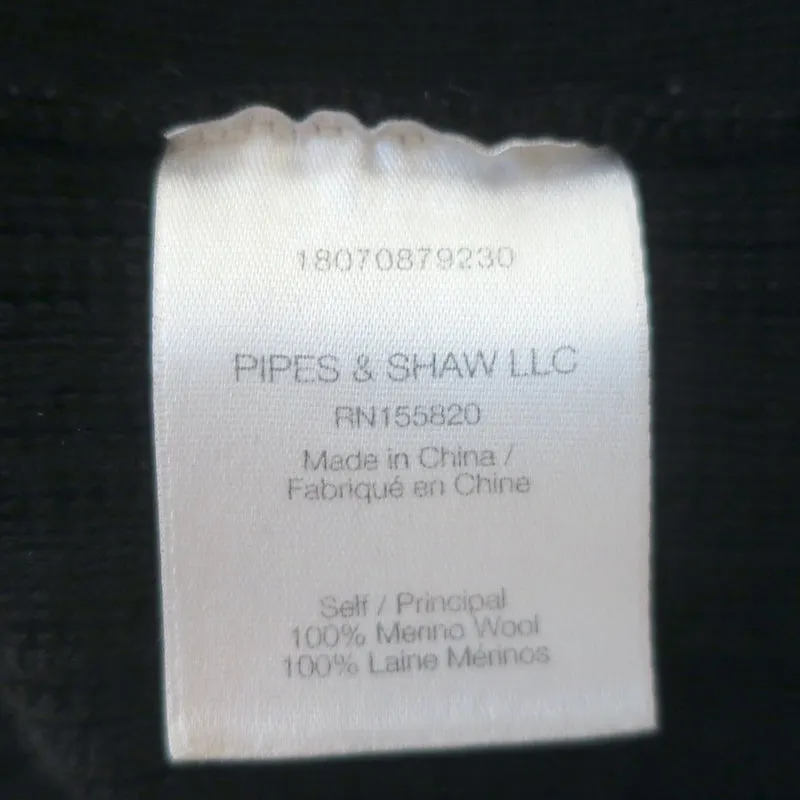 18070879230
PIPES & SHAW LLC
RN155820
Made in China /
Fabriqué en Chine
Self / Principal
100% Merino Wool
100% Laine Mérinos